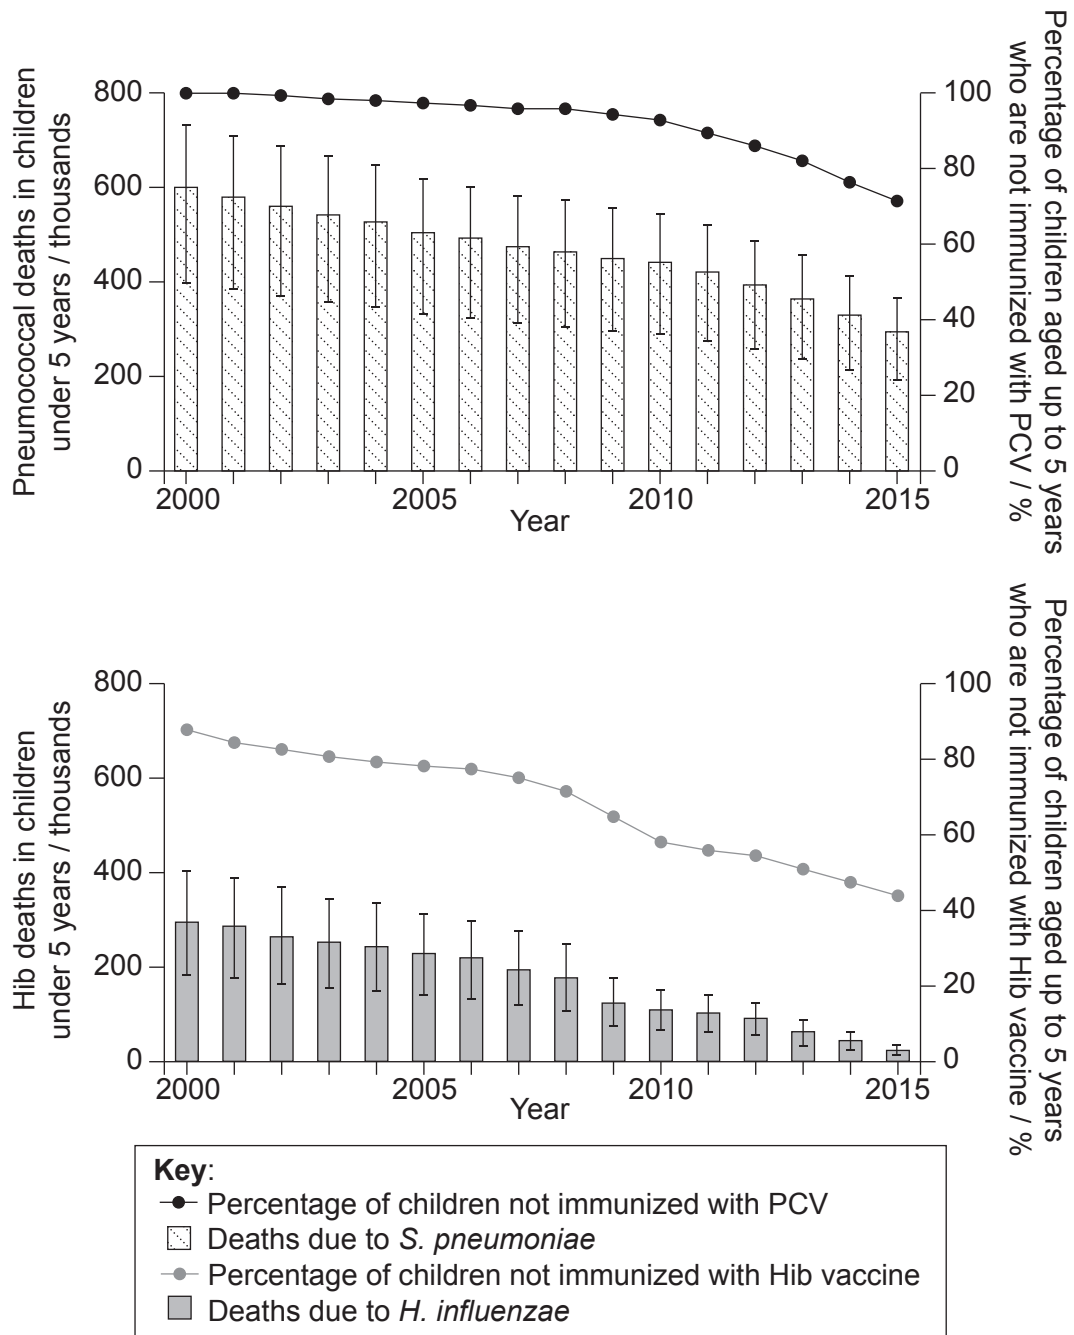 Pneumococcal deaths in children
under 5 years / thousands
800
600
400
200
0
100
80
60
40
20
0
Percentage of children aged up to 5 years
who are not immunized with PCV / %
2000
2005
2010
2015
Year
Hib deaths in children
under 5 years / thousands
800
600
400
200
0
100
80
60
40
20
0
Percentage of children aged up to 5 years
who are not immunized with Hib vaccine / %
2000
2005
2010
2015
Year
Key:
Percentage of children not immunized with PCV
Deaths due to S. pneumoniae
Percentage of children not immunized with Hib vaccine
Deaths due to H. influenzae